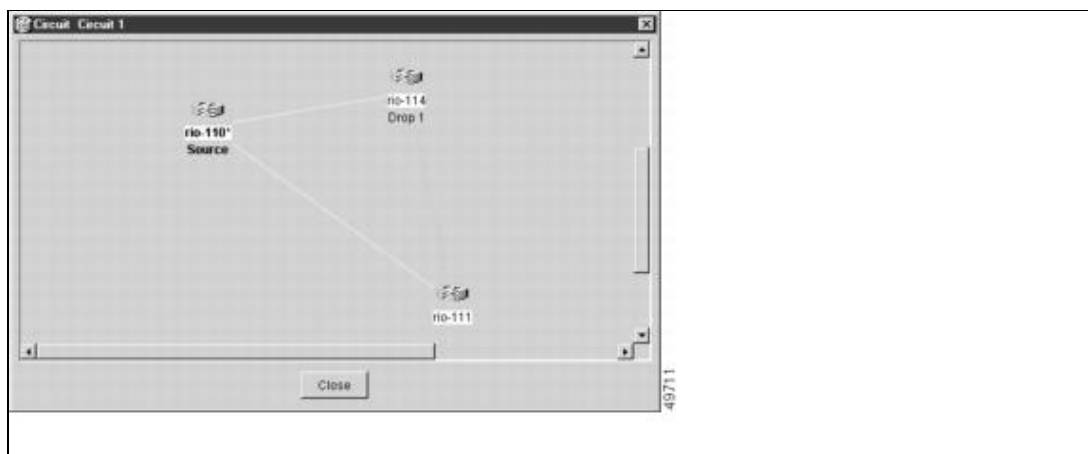 Circuit Circuit 1
rio-114
Drop 1
rio-110*
Source
rio-111
Close
49711